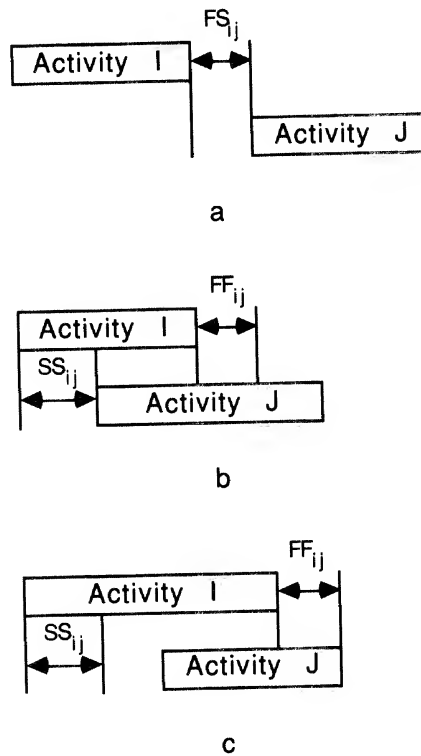 FSij
Activity I
Activity J
a
FFij
Activity I
SSij
Activity J
b
FFij
Activity I
SSij
Activity J
c